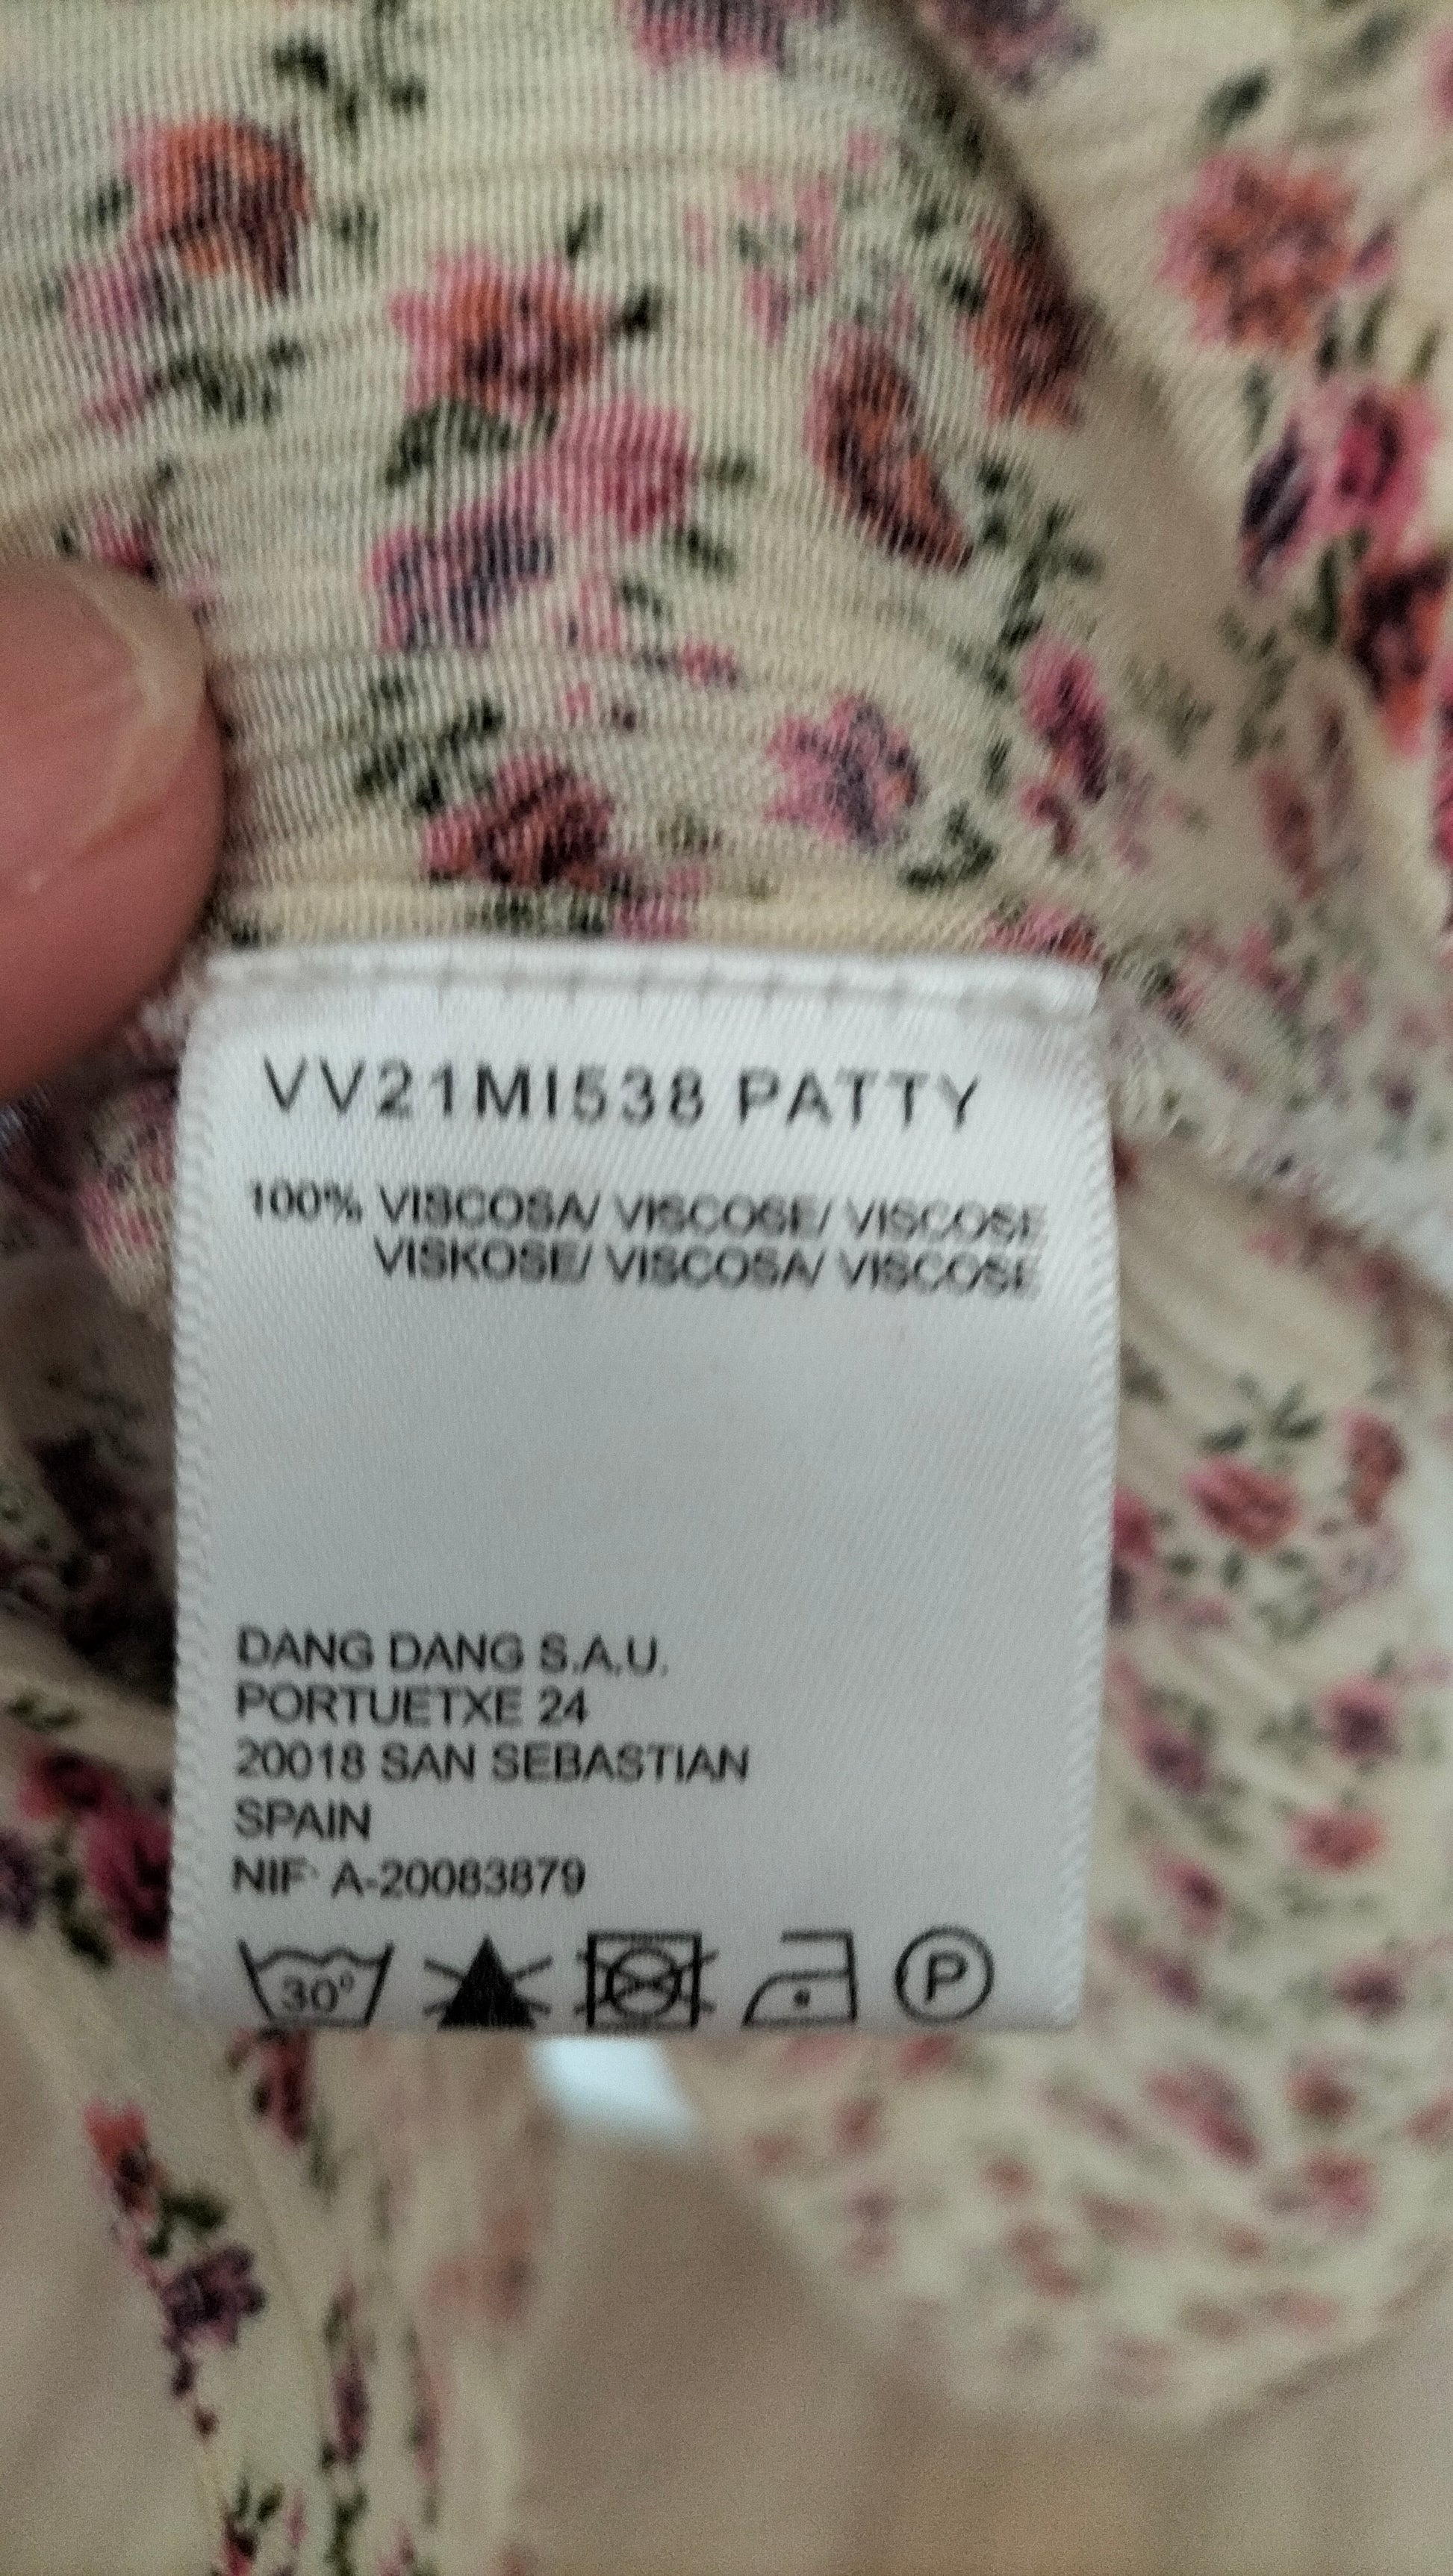 VV21MI538 PATTY
100% VISCOSA/ VISCOSE/ VISCOSE
VISKOSE/ VISCOSA/ VISCOSE
DANG DANG S.A.U.
PORTUETXE 24
20018 SAN SEBASTIAN
SPAIN
NIF: A-20083879
30º
P